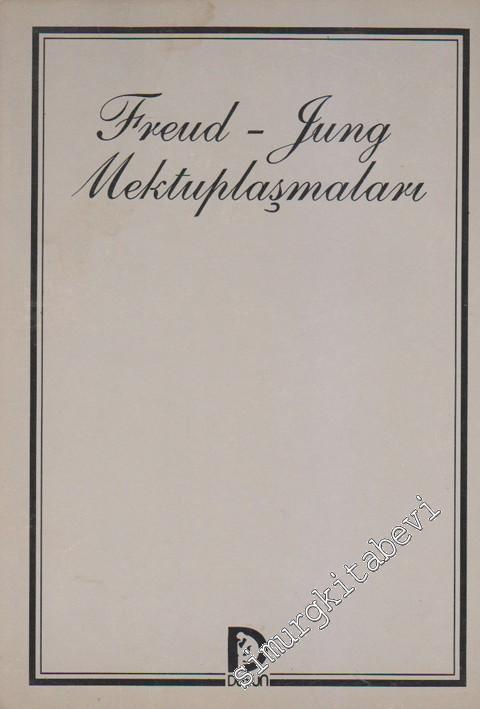 Freud - Jung
Mektuplaşmaları
simurgkitabevi